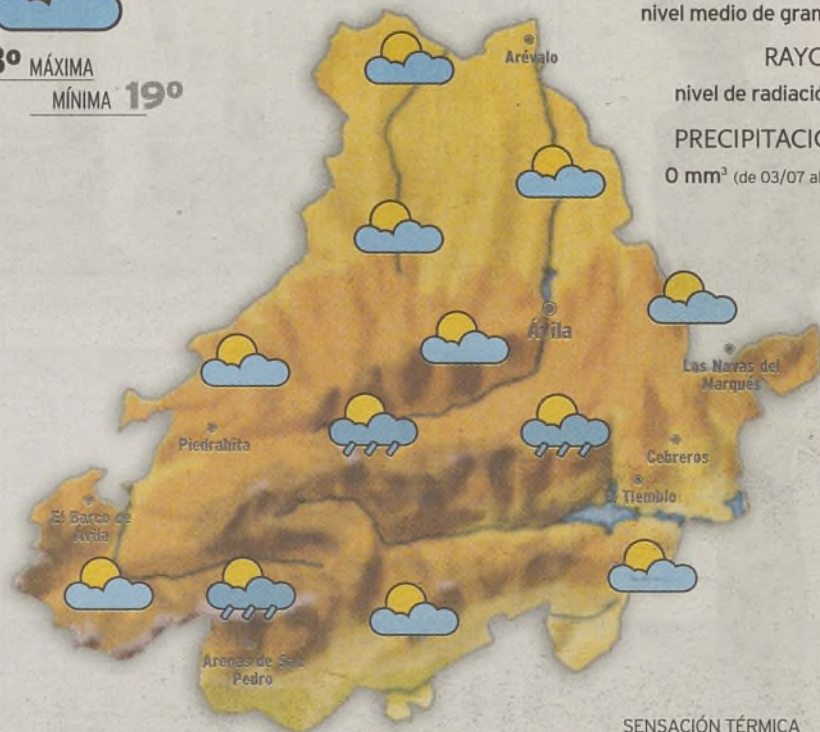 nivel medio de gran
Arévalo
RAYO
MÁXIMA
MÍNIMA 19º
nivel de radiació
PRECIPITACIO
0 mm³ (de 03/07 al
Ávila
Las Navas del
Marqués
Piedrahita
Cebreros
El Tiemblo
El Barco de
Ávila
Arenas de San
Pedro
SENSACIÓN TÉRMICA